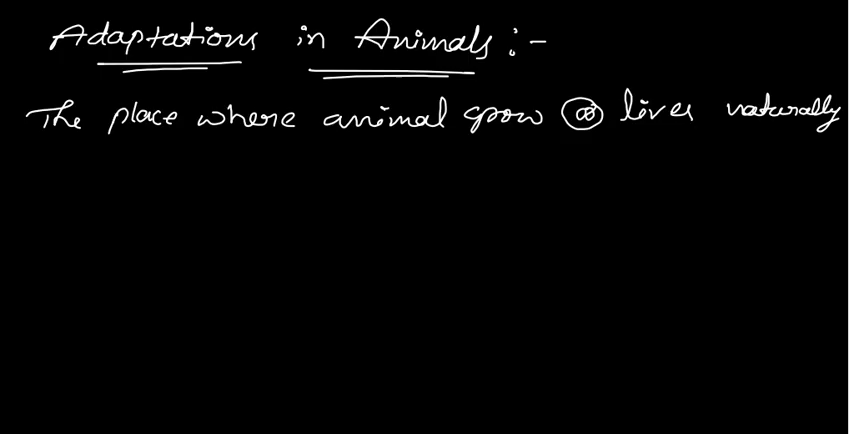 Adaptations in Animals :-
The place where animal grow or lives naturally